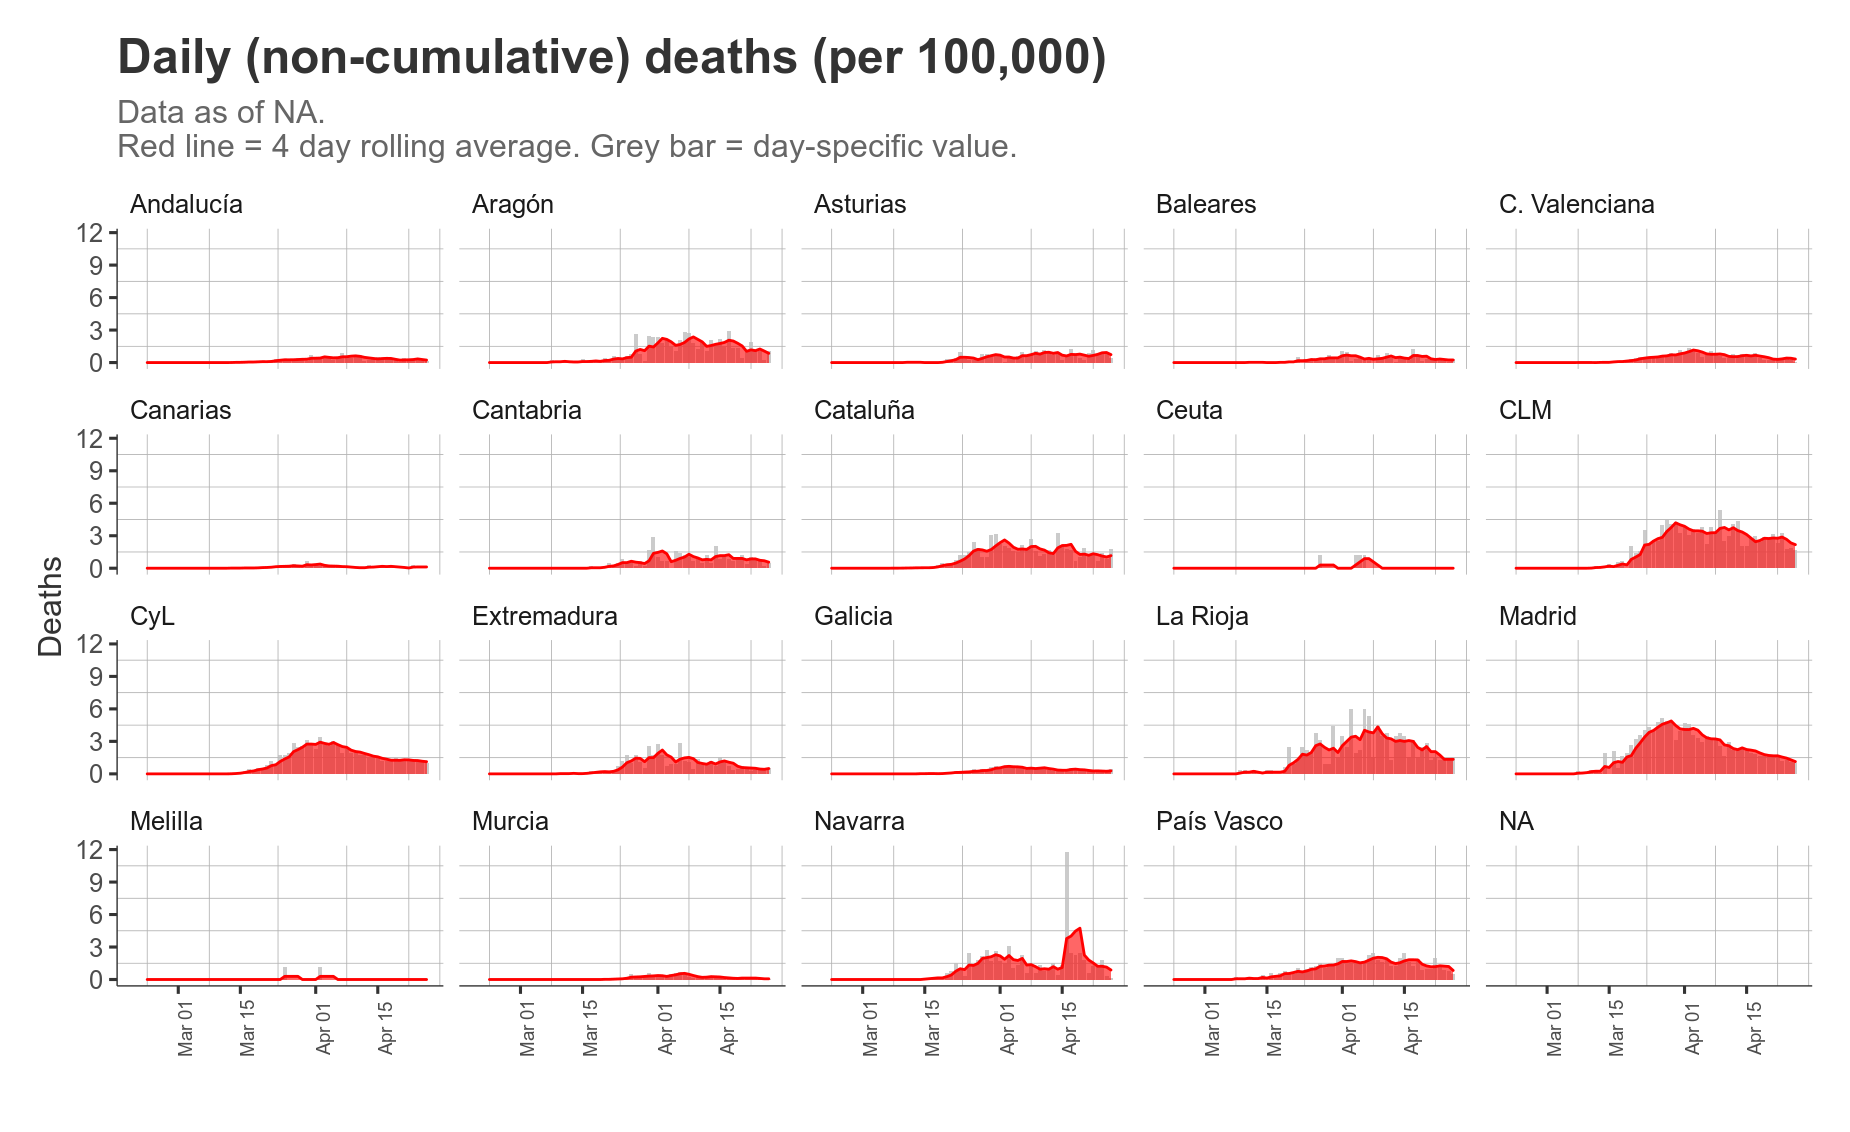 Daily (non-cumulative) deaths (per 100,000)
Data as of NA.
Red line = 4 day rolling average. Grey bar = day-specific value.
Andalucía Aragón Asturias Baleares C. Valenciana
12
9
6
3
0
Canarias Cantabria Cataluña Ceuta CLM
12
9
6
3
0
Deaths
CyL Extremadura Galicia La Rioja Madrid
12
9
6
3
0
Melilla Murcia Navarra País Vasco NA
12
9
6
3
0
Mar 01 Mar 15 Apr 01 Apr 15 Mar 01 Mar 15 Apr 01 Apr 15 Mar 01 Mar 15 Apr 01 Apr 15 Mar 01 Mar 15 Apr 01 Apr 15 Mar 01 Mar 15 Apr 01 Apr 15